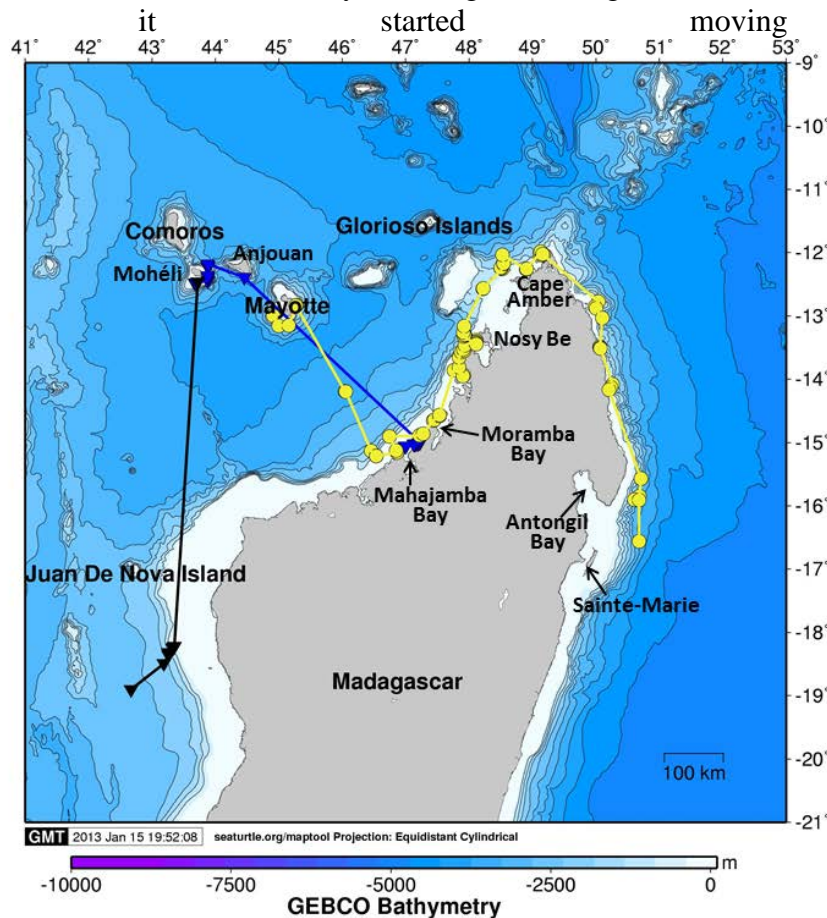 it started moving
41° 42° 43° 44° 45° 46° 47° 48° 49° 50° 51° 52° 53°
-9°
-10°
-11°
Comoros
Glorioso Islands
Anjouan
-12°
Mohéli
Cape
Amber
Mayotte
-13°
Nosy Be
-14°
Moramba
Bay
-15°
Mahajamba
Bay
Antongil
Bay
-16°
Juan De Nova Island
-17°
Sainte-Marie
-18°
Madagascar
-19°
-20°
100 km
-21°
GMT 2013 Jan 15 19:52:08 seaturtle.org/maptool Projection: Equidistant Cylindrical
m
-10000 -7500 -5000 -2500 0
GEBCO Bathymetry